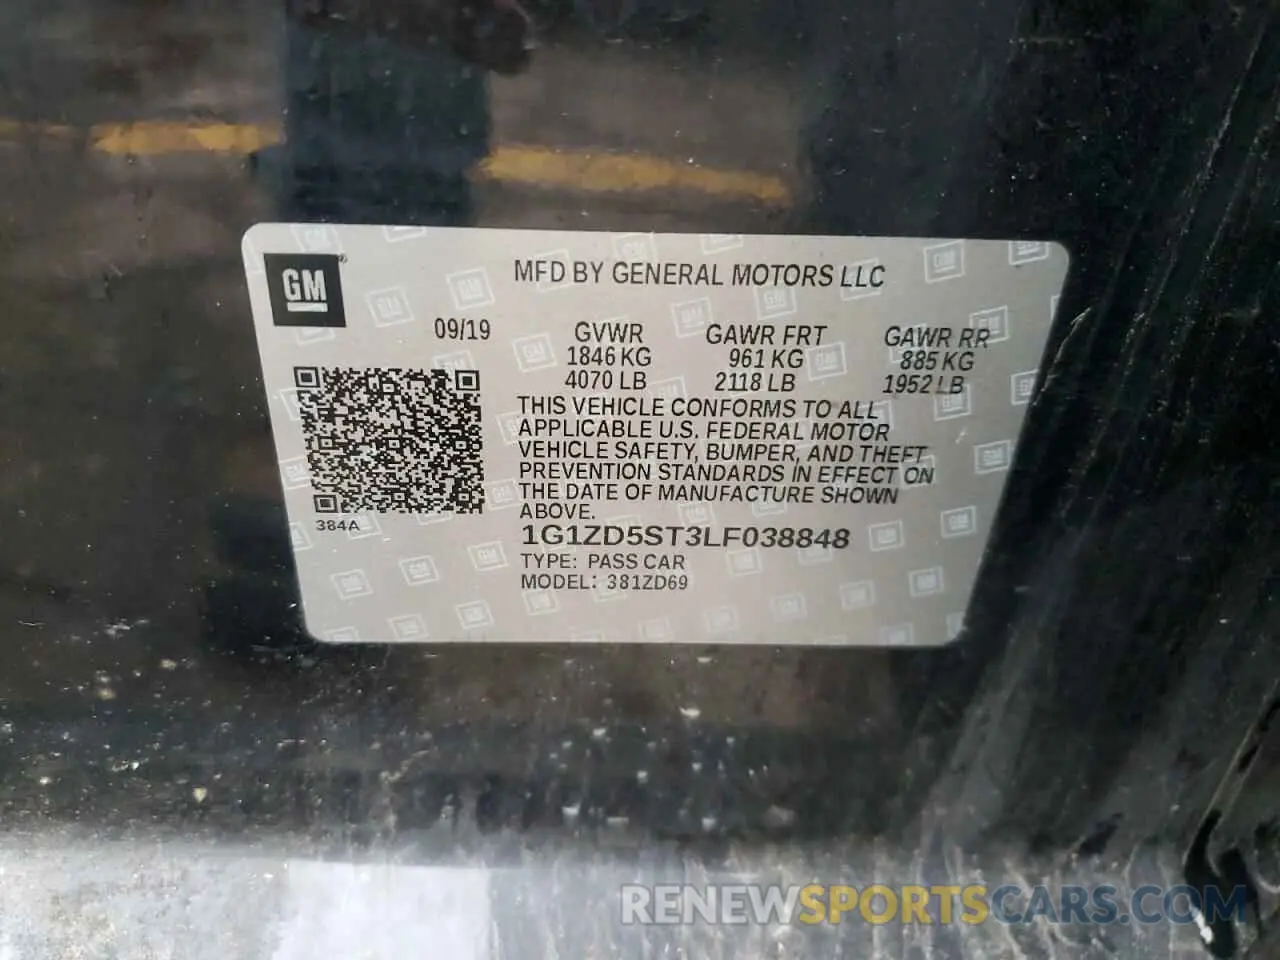 GM®
MFD BY GENERAL MOTORS LLC
09/19 GVWR GAWR FRT GAWR RR
1846 KG 961 KG 885 KG
4070 LB 2118 LB 1952 LB
THIS VEHICLE CONFORMS TO ALL
APPLICABLE U.S. FEDERAL MOTOR
VEHICLE SAFETY, BUMPER, AND THEFT
PREVENTION STANDARDS IN EFFECT ON
THE DATE OF MANUFACTURE SHOWN
ABOVE.
384A
1G1ZD5ST3LF038848
TYPE: PASS CAR
MODEL: 381ZD69
RENEWSPORTSCARS.COM